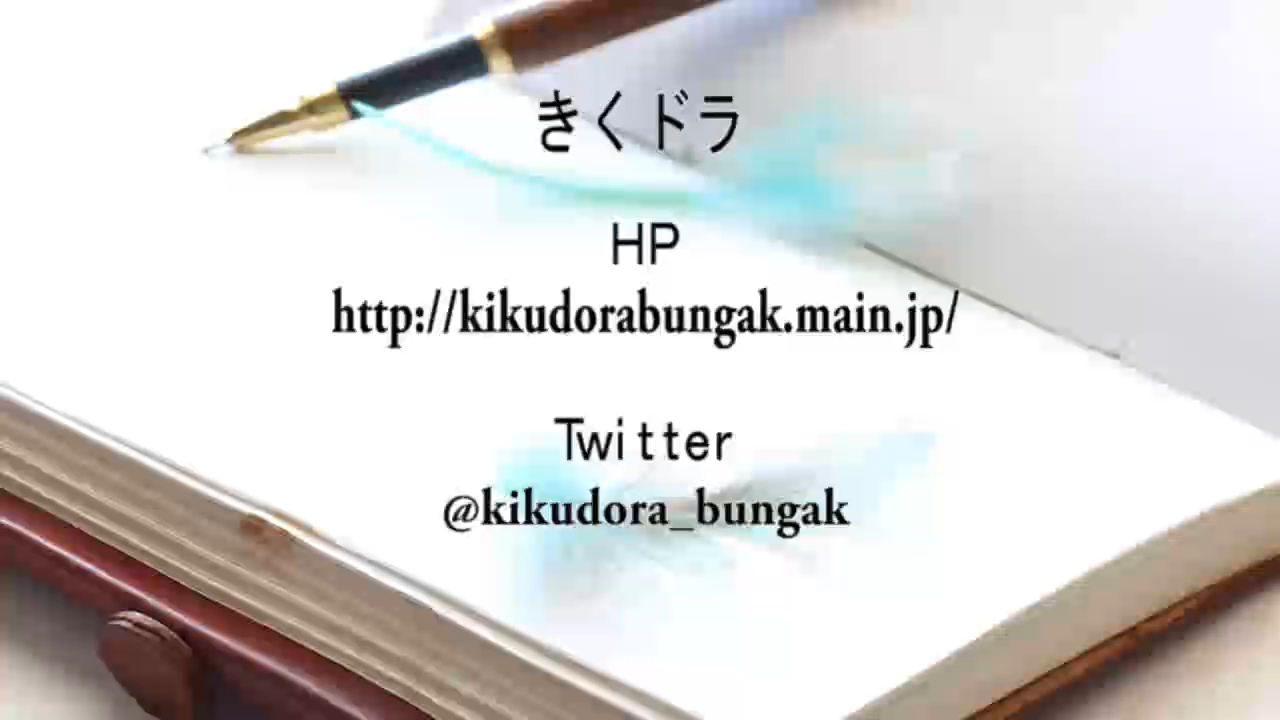 きくドラ
HP
http://kikudorabungak.main.jp/
Twitter
@kikudora_bungak